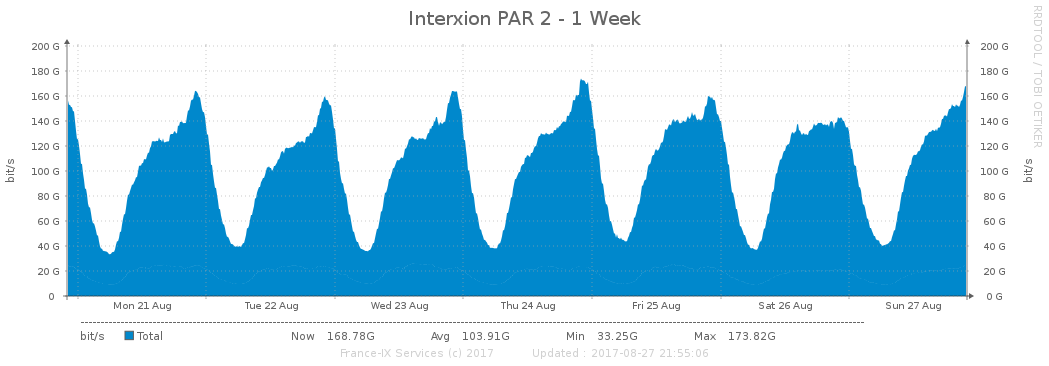 Interxion PAR 2 - 1 Week
RRDTOOL / TOBI OETIKER
bit/s
200 G
180 G
160 G
140 G
120 G
100 G
80 G
60 G
40 G
20 G
0
200 G
180 G
160 G
140 G
120 G
100 G
80 G
60 G
40 G
20 G
0 G
bit/s
Mon 21 Aug Tue 22 Aug Wed 23 Aug Thu 24 Aug Fri 25 Aug Sat 26 Aug Sun 27 Aug
bit/s Total Now 168.78G Avg 103.91G Min 33.25G Max 173.82G
France-IX Services (c) 2017 Updated : 2017-08-27 21:55:06